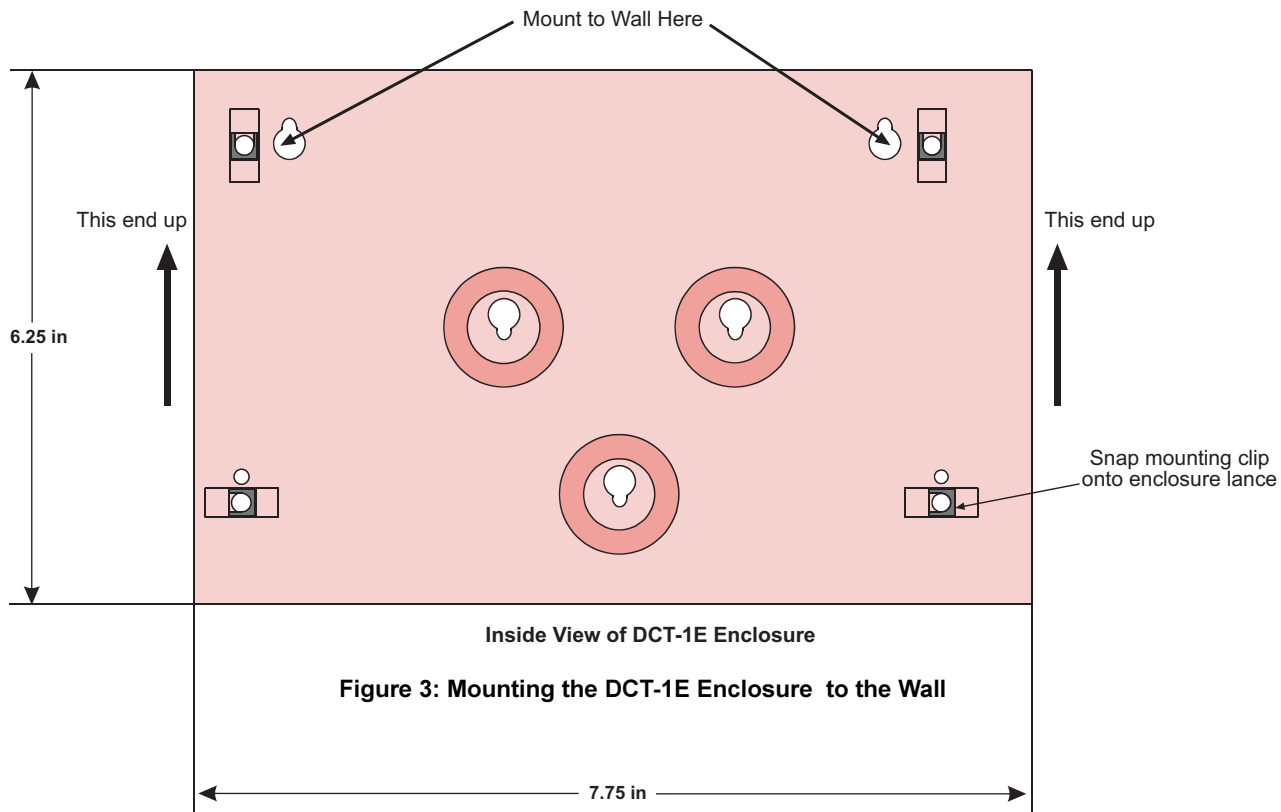 Mount to Wall Here
This end up
This end up
6.25 in
Snap mounting clip
onto enclosure lance
Inside View of DCT-1E Enclosure
Figure 3: Mounting the DCT-1E Enclosure to the Wall
7.75 in